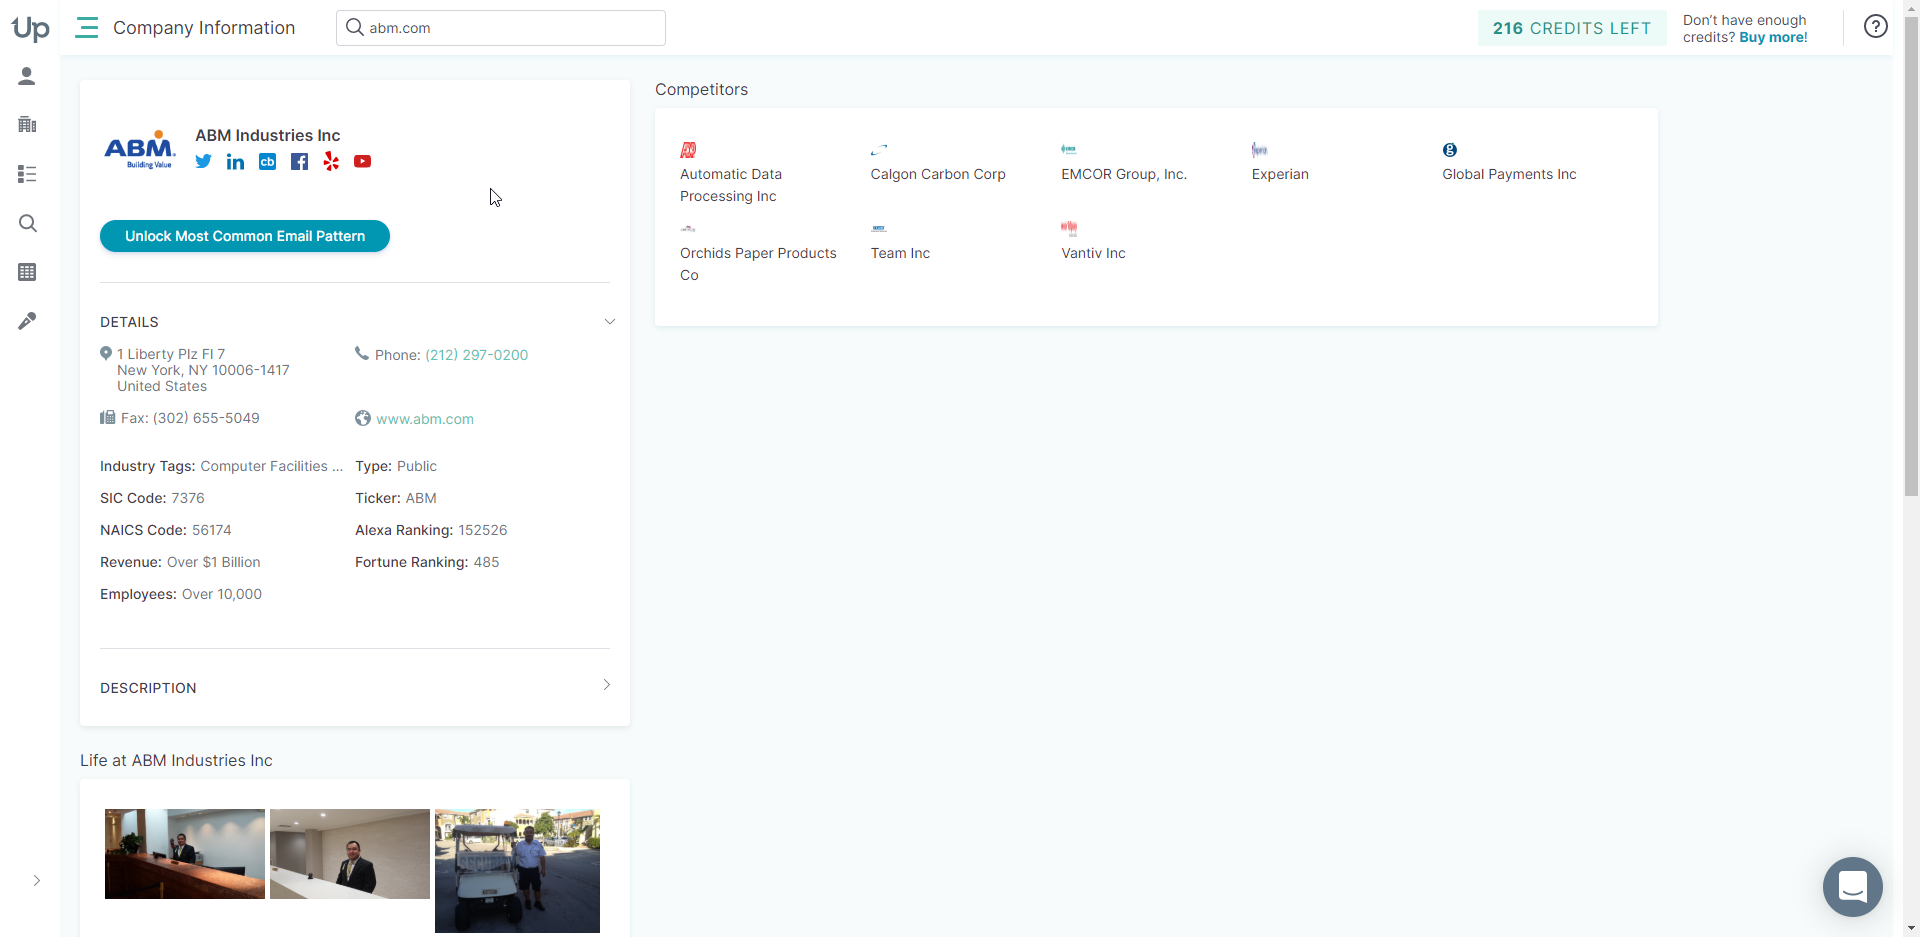 Up
Company Information
abm.com
216 CREDITS LEFT
Don't have enough
credits? Buy more!
?
ABM
Building Value
ABM Industries Inc
in
cb
Unlock Most Common Email Pattern
DETAILS
1 Liberty Plz Fl 7
New York, NY 10006-1417
United States
Phone: (212) 297-0200
Fax: (302) 655-5049
www.abm.com
Industry Tags: Computer Facilities ...
Type: Public
SIC Code: 7376
Ticker: ABM
NAICS Code: 56174
Alexa Ranking: 152526
Revenue: Over $1 Billion
Fortune Ranking: 485
Employees: Over 10,000
DESCRIPTION
Life at ABM Industries Inc
Competitors
Automatic Data
Processing Inc
Calgon Carbon Corp
EMCOR Group, Inc.
Experian
g
Global Payments Inc
Orchids Paper Products
Co
Team Inc
Vantiv Inc